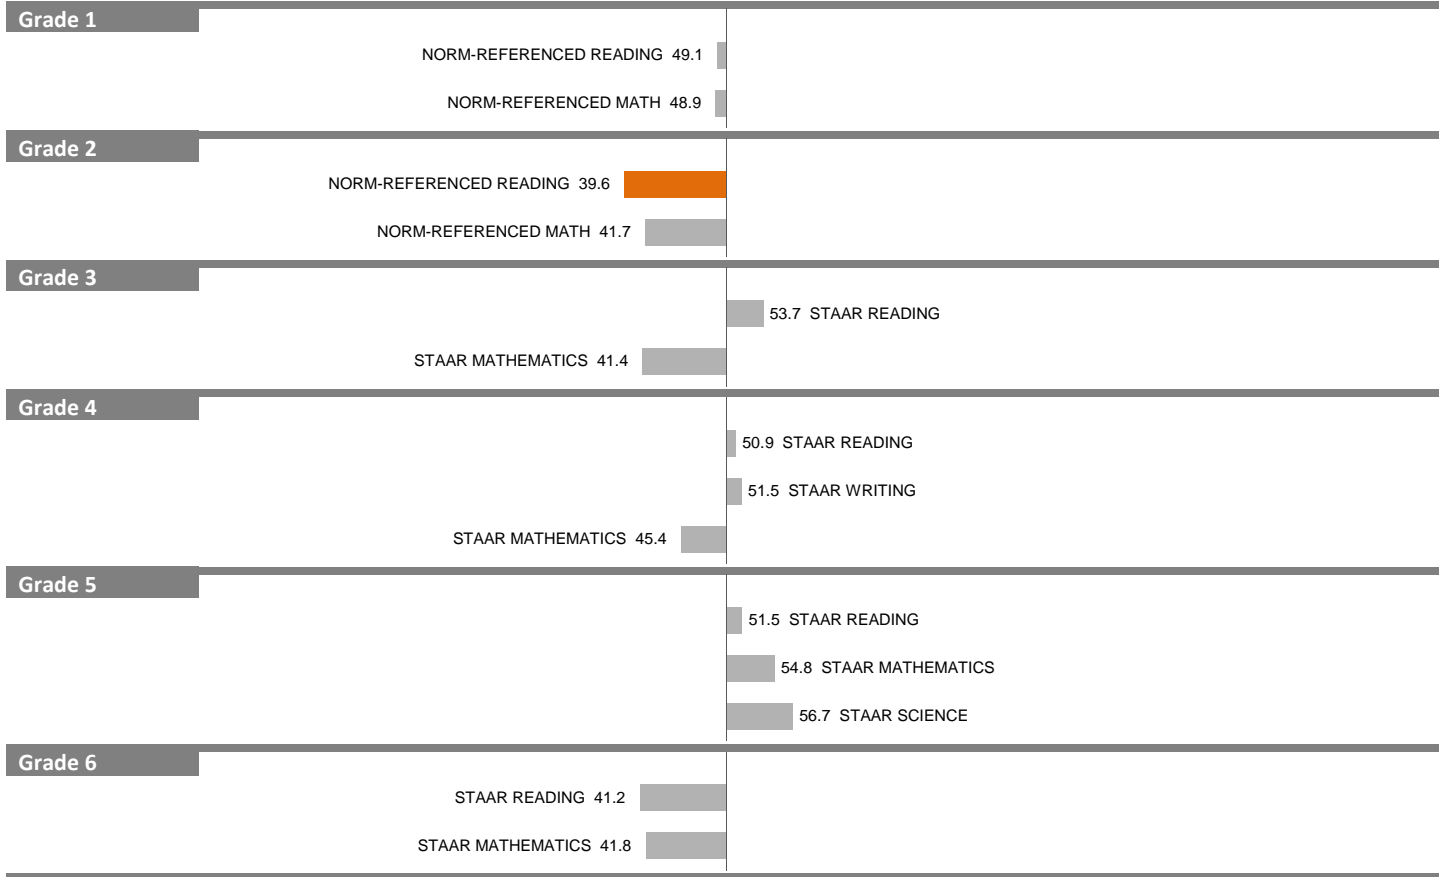 Grade 1
NORM-REFERENCED READING 49.1
NORM-REFERENCED MATH 48.9
Grade 2
NORM-REFERENCED READING 39.6
NORM-REFERENCED MATH 41.7
Grade 3
53.7 STAAR READING
STAAR MATHEMATICS 41.4
Grade 4
50.9 STAAR READING
51.5 STAAR WRITING
STAAR MATHEMATICS 45.4
Grade 5
51.5 STAAR READING
54.8 STAAR MATHEMATICS
56.7 STAAR SCIENCE
Grade 6
STAAR READING 41.2
STAAR MATHEMATICS 41.8